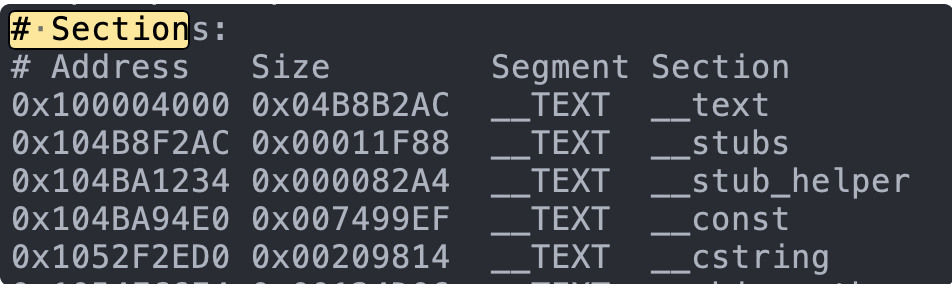 # Sections:
# Address Size Segment Section
0x100004000 0x04B8B2AC __TEXT __text
0x104B8F2AC 0x00011F88 __TEXT __stubs
0x104BA1234 0x000082A4 __TEXT __stub_helper
0x104BA94E0 0x007499EF __TEXT __const
0x1052F2ED0 0x00209814 __TEXT __cstring